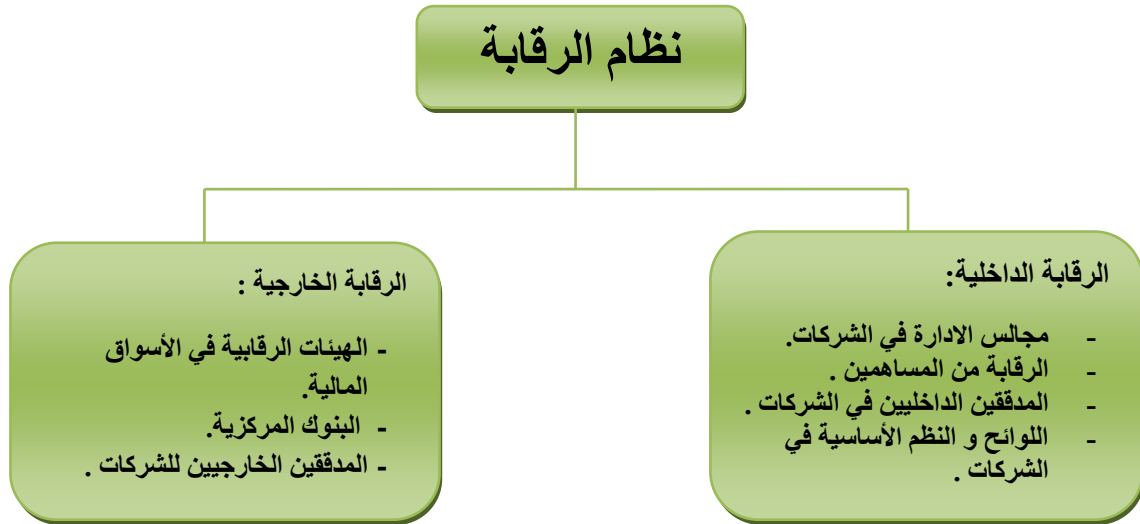 نظام الرقابة
الرقابة الداخلية:
- مجالس الادارة في الشركات.
- الرقابة من المساهمين .
- المدققين الداخليين في الشركات .
- اللوائح و النظم الأساسية في
الشركات .
الرقابة الخارجية :
- الهيئات الرقابية في الأسواق
المالية.
- البنوك المركزية.
- المدققين الخارجيين للشركات .